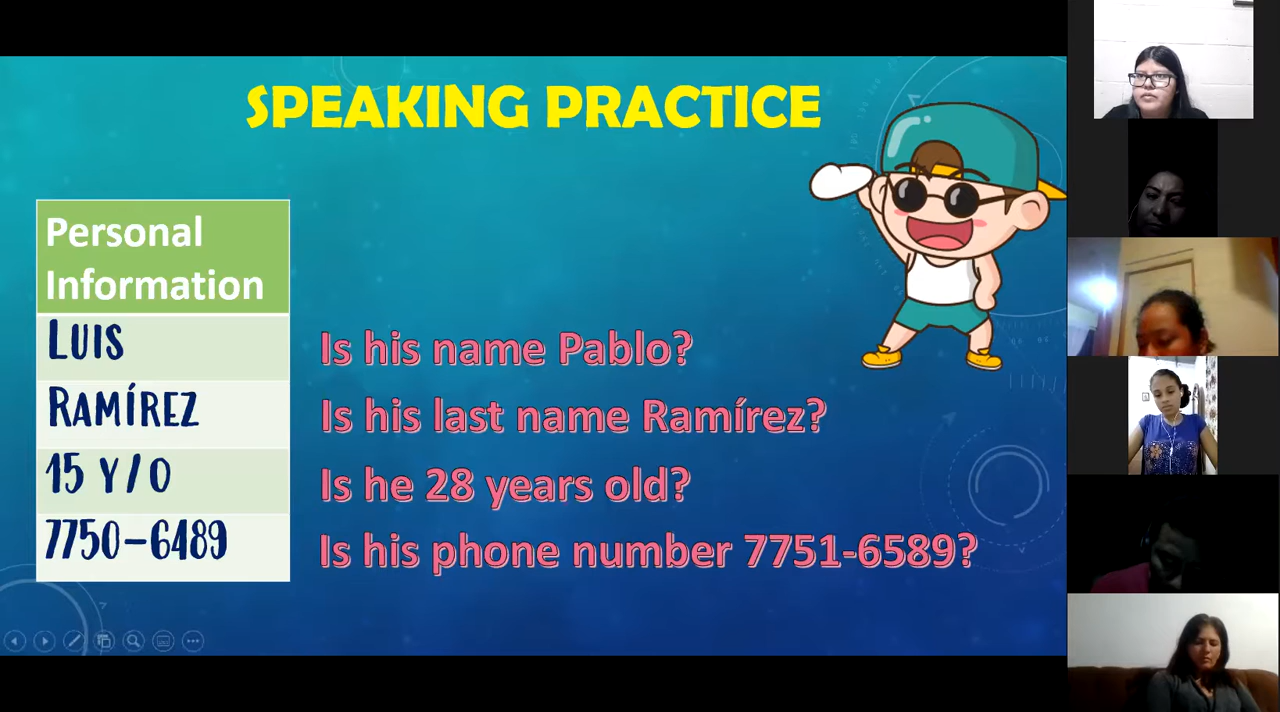 SPEAKING PRACTICE
Personal
Information
LUIS
RAMÍREZ
15 Y/O
7750-6489
Is his name Pablo?
Is his last name Ramírez?
Is he 28 years old?
Is his phone number 7751-6589?